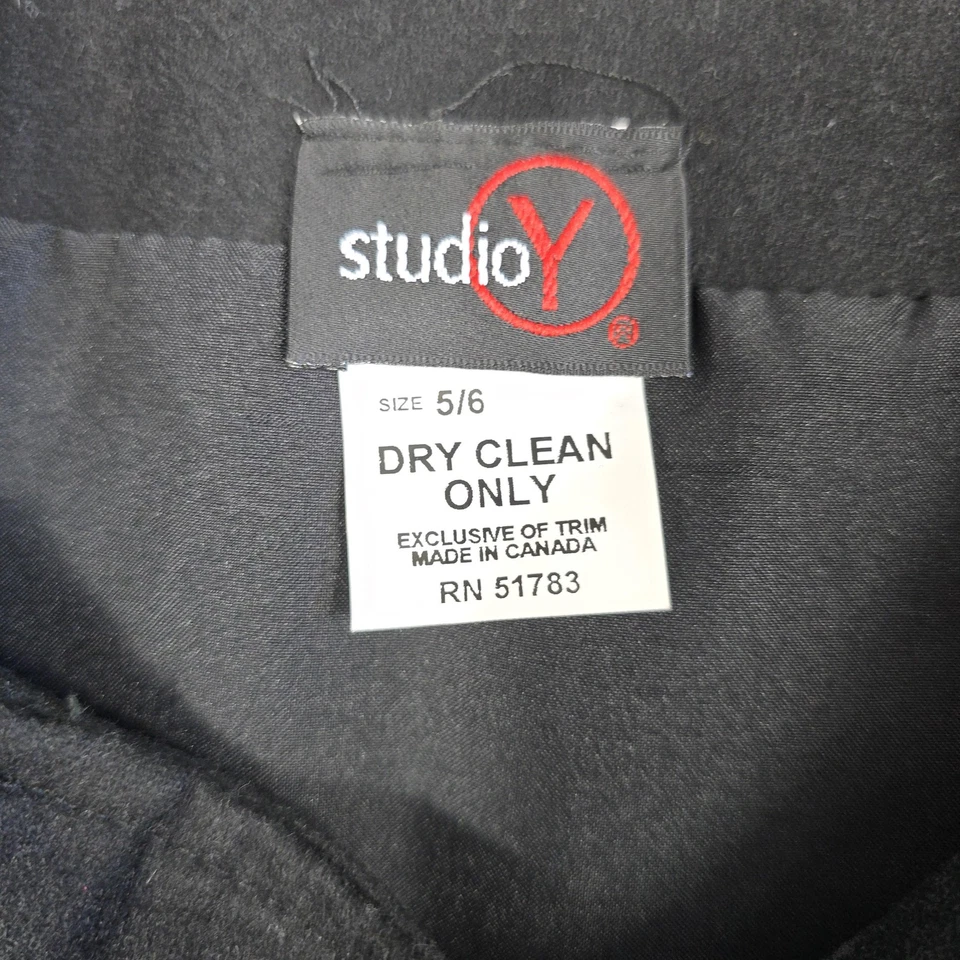 studioY®
SIZE 5/6
DRY CLEAN
ONLY
EXCLUSIVE OF TRIM
MADE IN CANADA
RN 51783